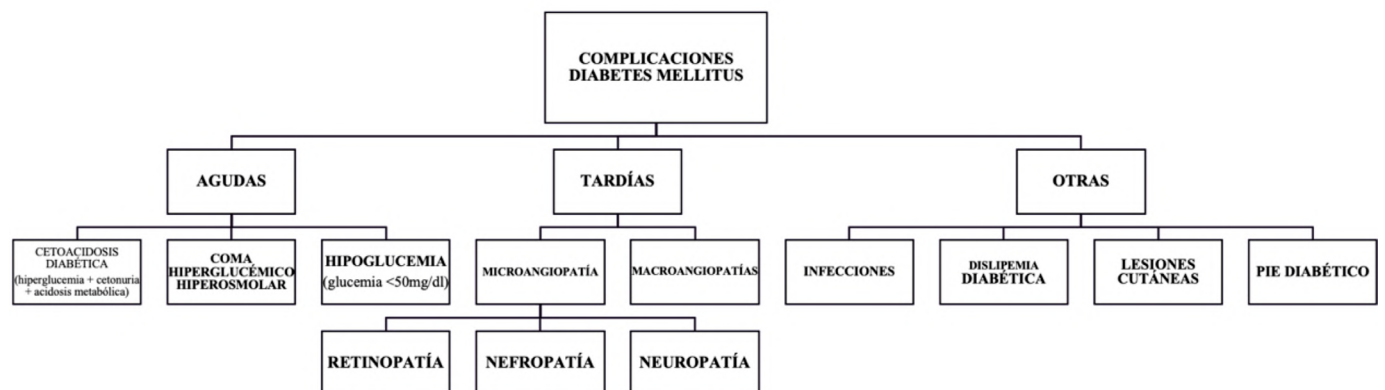 COMPLICACIONES
DIABETES MELLITUS
AGUDAS
TARDÍAS
OTRAS
CETOACIDOSIS
DIABÉTICA
(hiperglucemia + cetonuria
+ acidosis metabólica)
COMA
HIPERGLUCÉMICO
HIPEROSMOLAR
HIPOGLUCEMIA
(glucemia <50mg/dl)
MICROANGIOPATÍA
MACROANGIOPATÍAS
INFECCIONES
DISLIPEMIA
DIABÉTICA
LESIONES
CUTÁNEAS
PIE DIABÉTICO
RETINOPATÍA
NEFROPATÍA
NEUROPATÍA